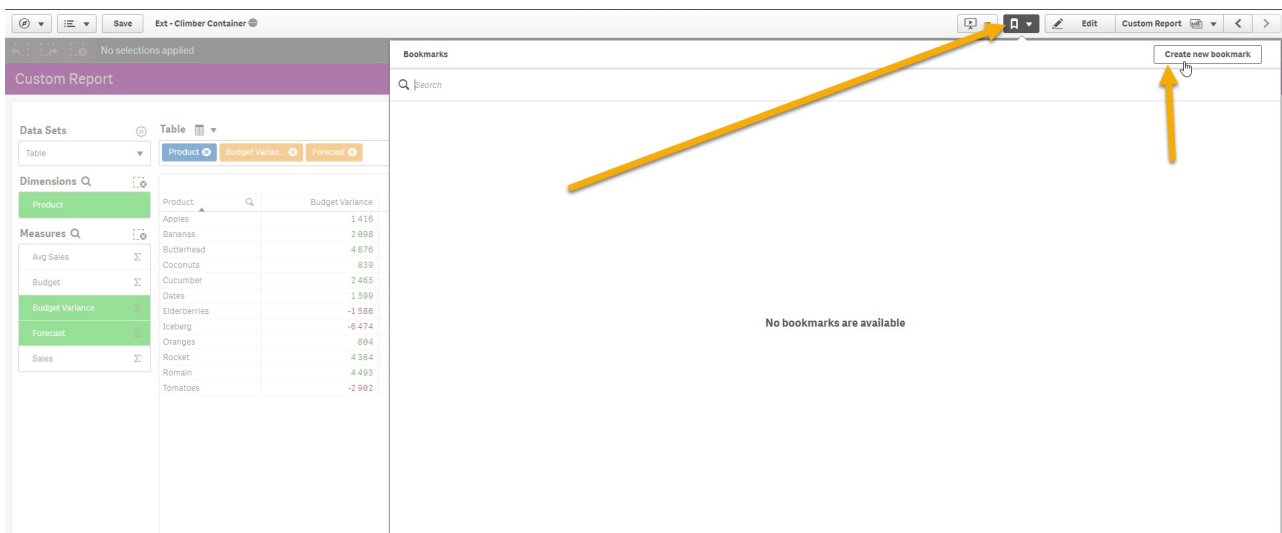 Save Ext - Climber Container Edit Custom Report
No selections applied
Bookmarks Create new bookmark
Custom Report
Search
Data Sets
Table
Table
Product Budget Varian... Forecast
Dimensions
Product
Measures
Avg Sales
Budget
Budget Variance
Forecast
Sales
Product Budget Variance
Apples 1 416
Bananas 2 098
Butterhead 4 876
Coconuts 839
Cucumber 2 465
Dates 1 599
Elderberries -1 586
Iceberg -6 474
Oranges 804
Rocket 4 364
Romain 4 493
Tomatoes -2 902
No bookmarks are available